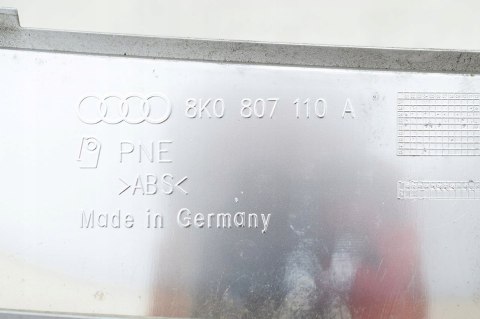 8K0 807 110 A
PNE
>ABS<
Made in Germany